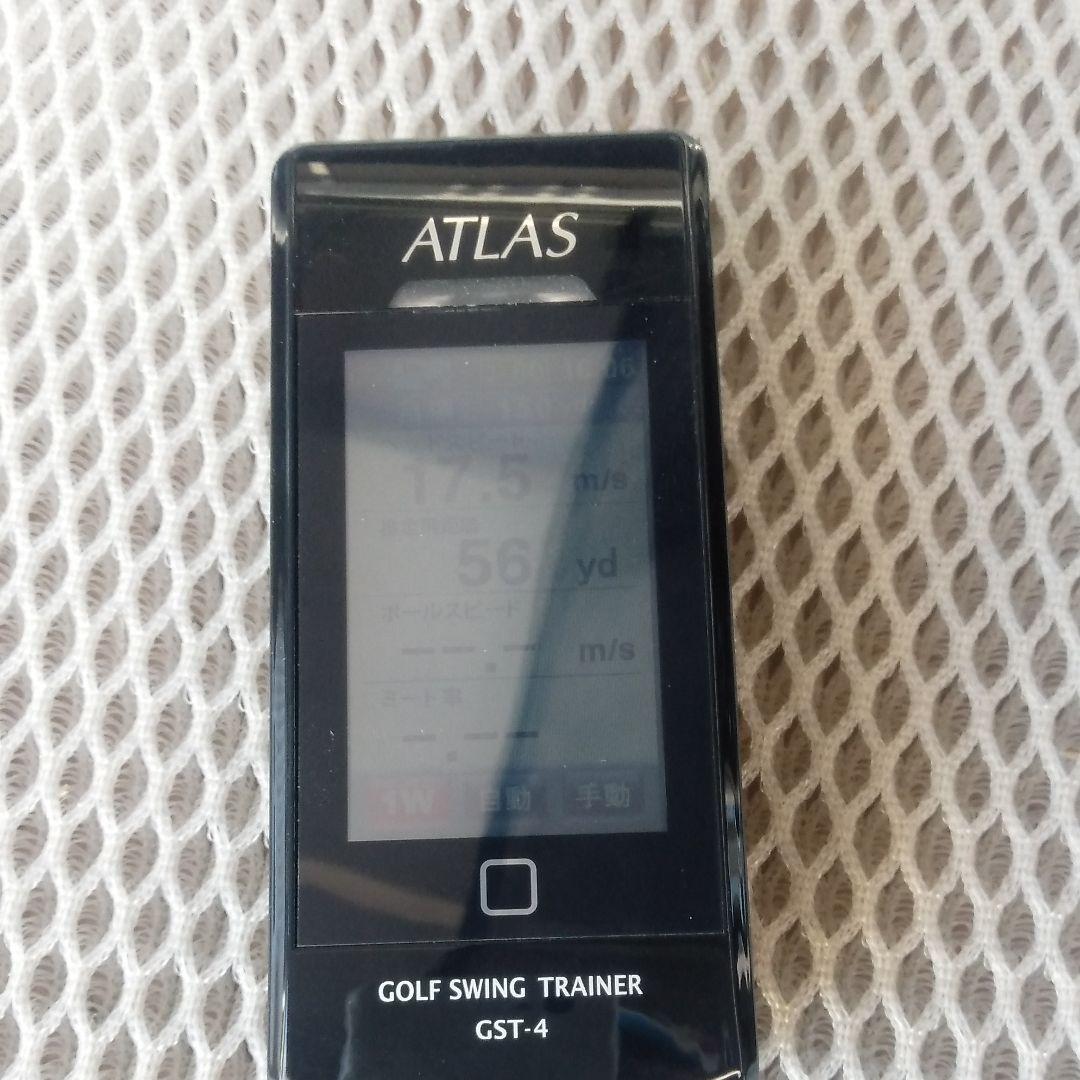 ATLAS
17.5 m/s
56 yd
ボールスピード
--.- m/s
ミート率
-.--
1W 自動 手動
GOLF SWING TRAINER
GST-4